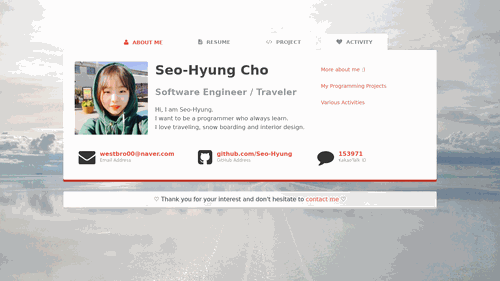 ABOUT ME
RESUME
PROJECT
ACTIVITY
Seo-Hyung Cho
Software Engineer / Traveler
Hi, I am Seo-Hyung.
I want to be a programmer who always learn.
I love traveling, snow boarding and interior design.
More about me :)
My Programming Projects
Various Activities
westbro00@naver.com
Email Address
github.com/Seo-Hyung
GitHub Address
153971
KakaoTalk ID
♡ Thank you for your interest and don't hesitate to contact me ♡